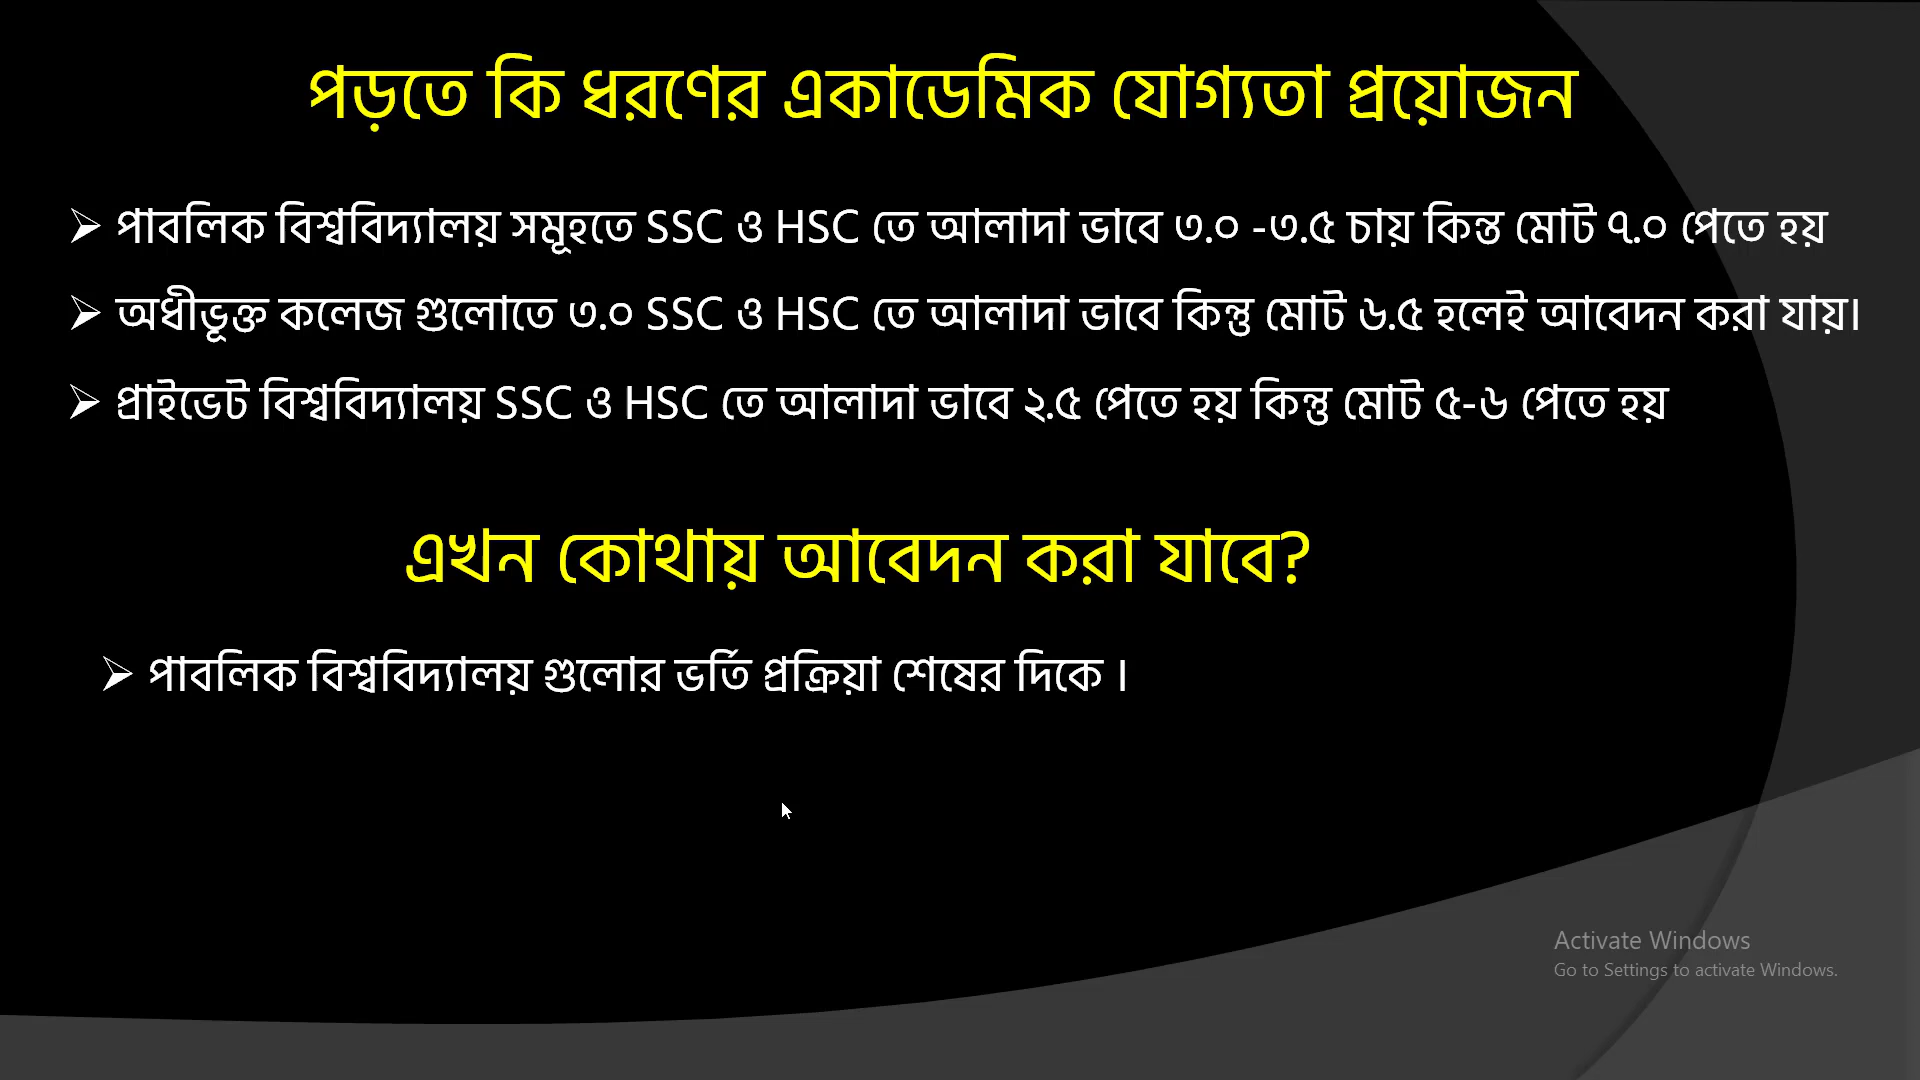 পড়তে কি ধরণের একাডেমিক যোগ্যতা প্রয়োজন
➢ পাবলিক বিশ্ববিদ্যালয় সমূহতে SSC ও HSC তে আলাদা ভাবে ৩.০ -৩.৫ চায় কিন্ত মোট ৭.০ পেতে হয়
➢ অধীভূক্ত কলেজ গুলোতে ৩.০ SSC ও HSC তে আলাদা ভাবে কিন্তু মোট ৬.৫ হলেই আবেদন করা যায়।
➢ প্রাইভেট বিশ্ববিদ্যালয় SSC ও HSC তে আলাদা ভাবে ২.৫ পেতে হয় কিন্তু মোট ৫-৬ পেতে হয়
এখন কোথায় আবেদন করা যাবে?
➢ পাবলিক বিশ্ববিদ্যালয় গুলোর ভর্তি প্রক্রিয়া শেষের দিকে ।
Activate Windows
Go to Settings to activate Windows.